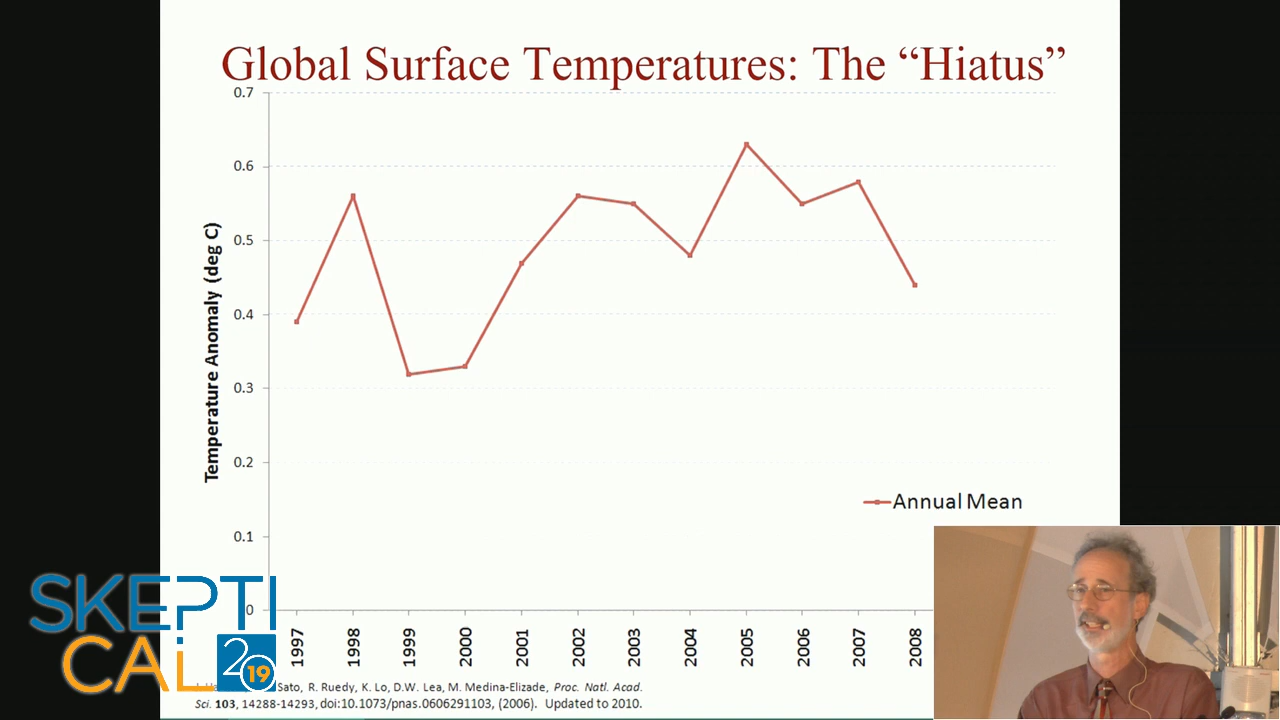 Global Surface Temperatures: The “Hiatus”
0.7
0.6
0.5
0.4
0.3
0.2
0.1
0
Temperature Anomaly (deg C)
Annual Mean
1997 1998 1999 2000 2001 2002 2003 2004 2005 2006 2007 2008
Sato, R. Ruedy, K. Lo, D.W. Lea, M. Medina-Elizade, Proc. Natl. Acad.
Sci. 103, 14288-14293, doi:10.1073/pnas.0606291103, (2006). Updated to 2010.
SKEPTI
CAL 2019